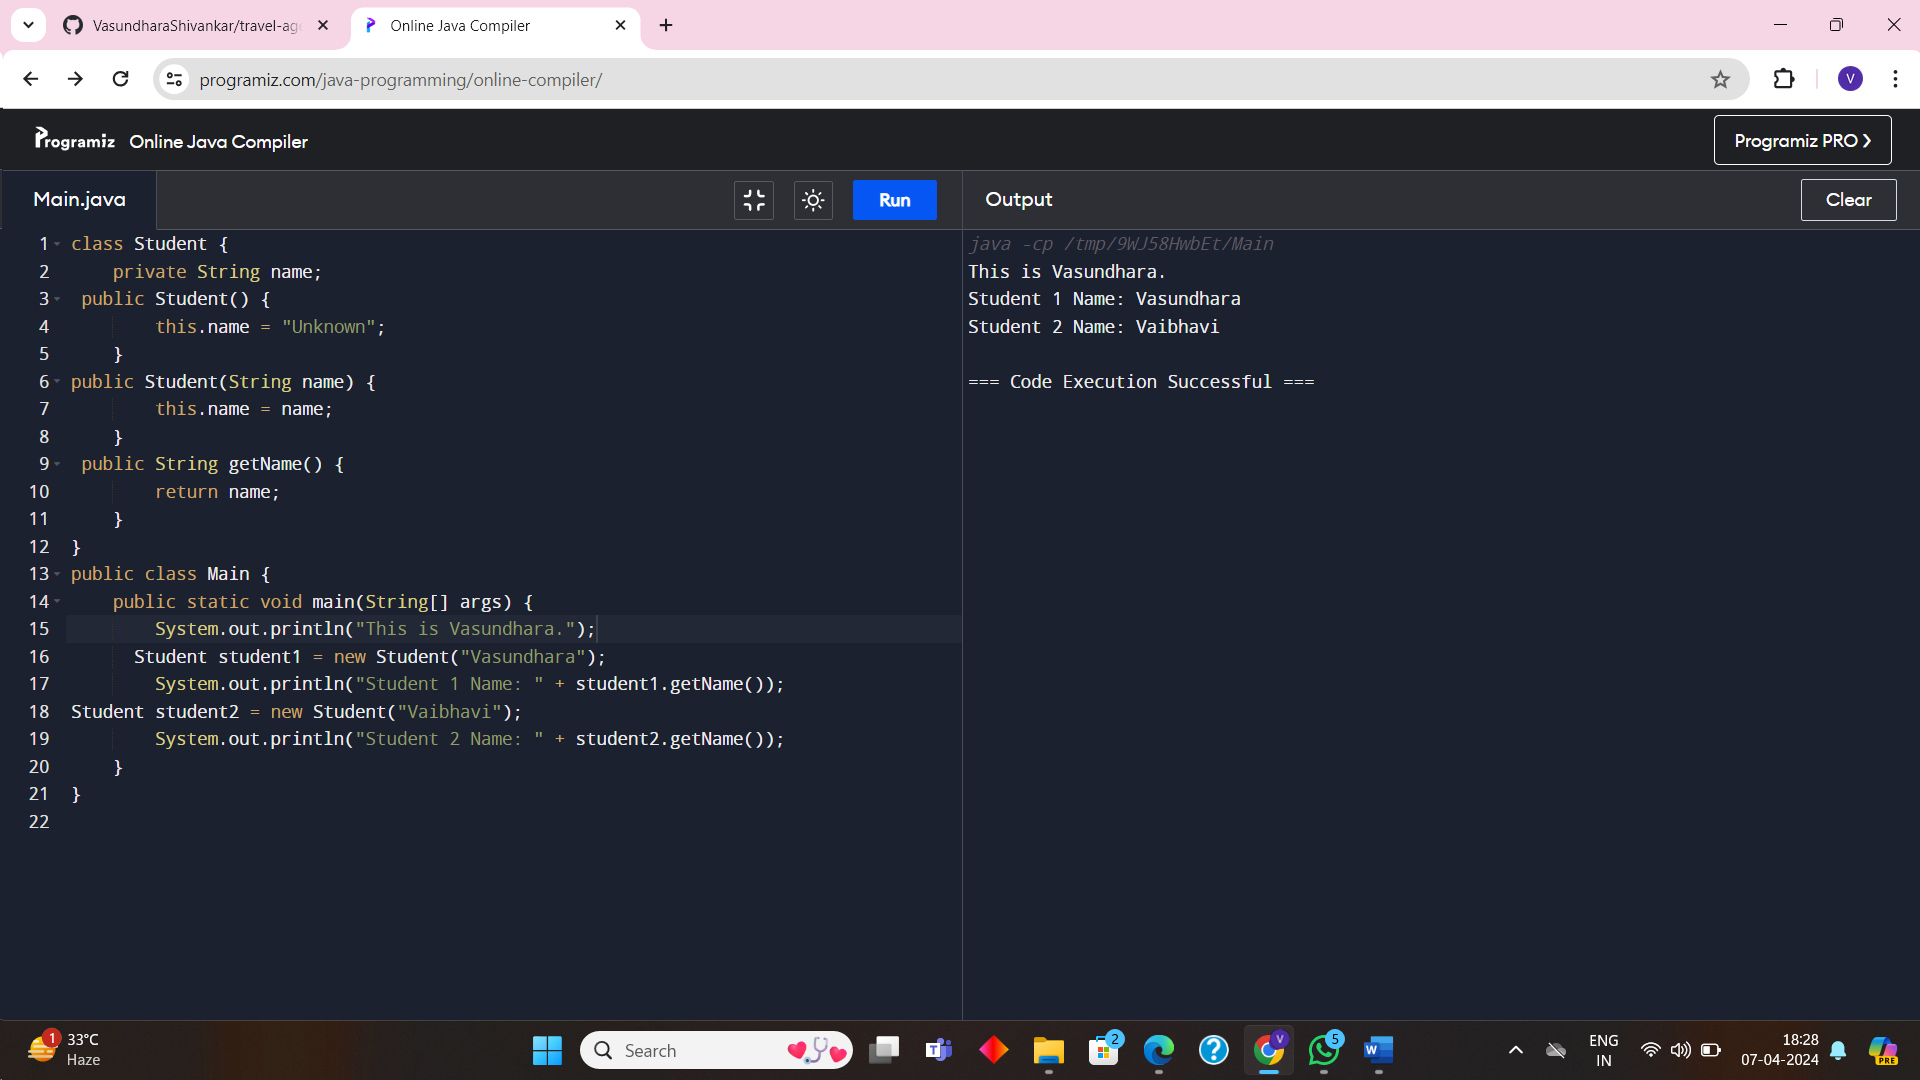 VasundharaShivankar/travel-age
Online Java Compiler
programiz.com/java-programming/online-compiler/
V
Programiz Online Java Compiler
Programiz PRO
Main.java
Run
Output
Clear
1 class Student {
2     private String name;
3  public Student() {
4         this.name = "Unknown";
5     }
6 public Student(String name) {
7         this.name = name;
8     }
9  public String getName() {
10         return name;
11     }
12 }
13 public class Main {
14     public static void main(String[] args) {
15         System.out.println("This is Vasundhara.");
16       Student student1 = new Student("Vasundhara");
17         System.out.println("Student 1 Name: " + student1.getName());
18 Student student2 = new Student("Vaibhavi");
19         System.out.println("Student 2 Name: " + student2.getName());
20     }
21 }
22
java -cp /tmp/9WJ58HwbEt/Main
This is Vasundhara.
Student 1 Name: Vasundhara
Student 2 Name: Vaibhavi
=== Code Execution Successful ===
1
33°C
Haze
Search
2
V
5
W
ENG
IN
18:28
07-04-2024
PRE